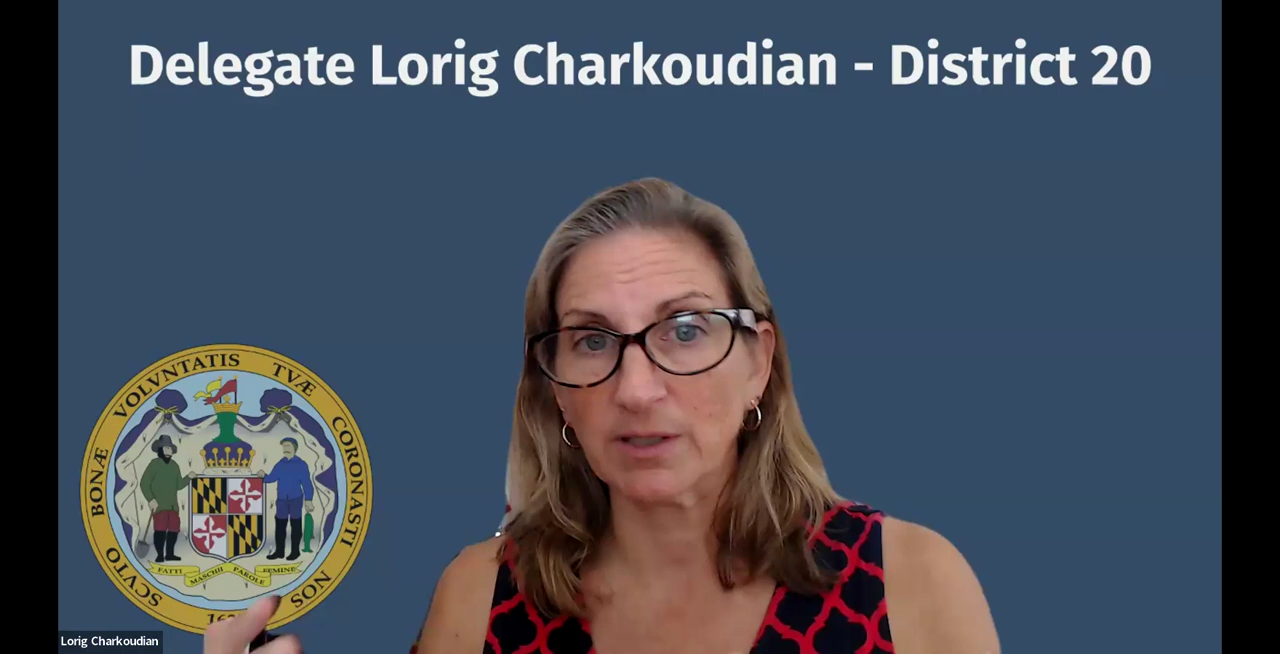 Delegate Lorig Charkoudian - District 20
SCVTO BONÆ VOLVNTATIS TVÆ CORONASTI NOS
FATTI MASCHII PAROLE FEMINE
Lorig Charkoudian